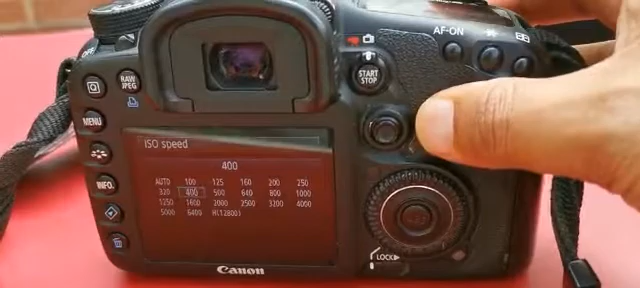 OFF
AF-ON
START
STOP
Q
RAW
JPEG
MENU
INFO.
ISO speed
400
AUTO 100 125 160 200 250
320 400 500 640 800 1000
1250 1600 2000 2500 3200 4000
5000 6400 H(12800)
LOCK▶
Canon